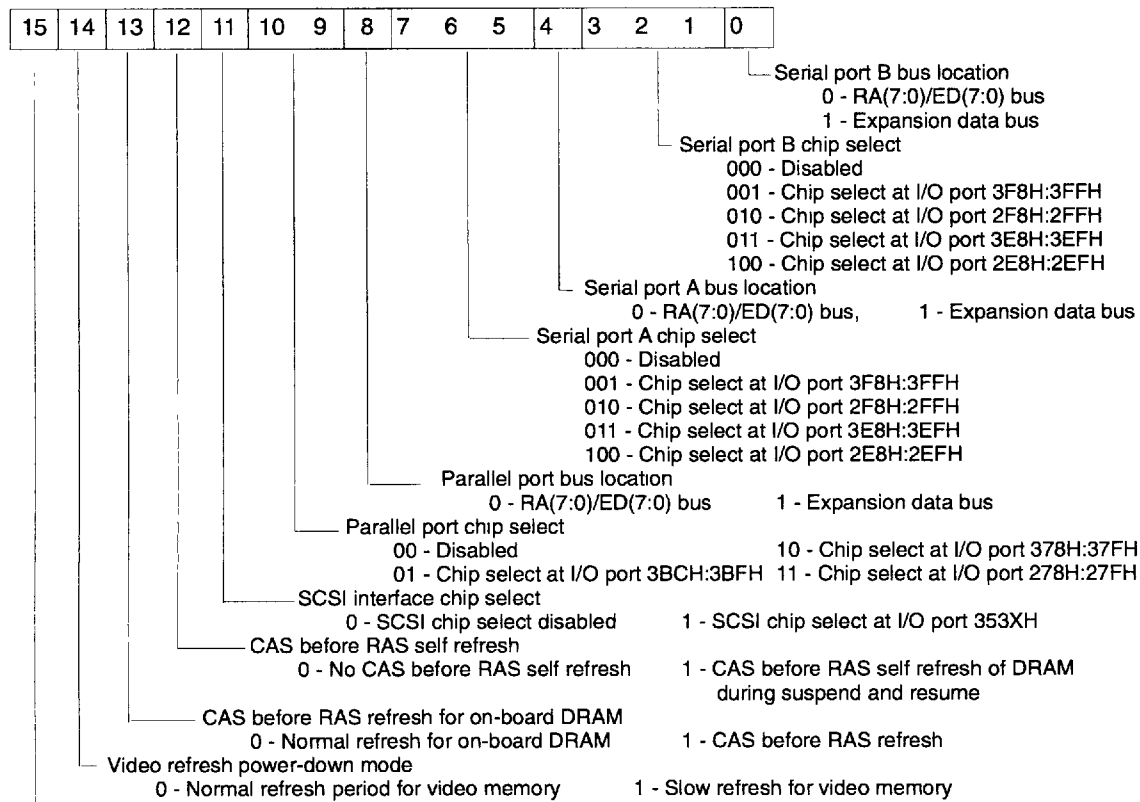 15 14 13 12 11 10 9 8 7 6 5 4 3 2 1 0
Serial port B bus location
0 - RA(7:0)/ED(7:0) bus
1 - Expansion data bus
Serial port B chip select
000 - Disabled
001 - Chip select at I/O port 3F8H:3FFH
010 - Chip select at I/O port 2F8H:2FFH
011 - Chip select at I/O port 3E8H:3EFH
100 - Chip select at I/O port 2E8H:2EFH
Serial port A bus location
0 - RA(7:0)/ED(7:0) bus, 1 - Expansion data bus
Serial port A chip select
000 - Disabled
001 - Chip select at I/O port 3F8H:3FFH
010 - Chip select at I/O port 2F8H:2FFH
011 - Chip select at I/O port 3E8H:3EFH
100 - Chip select at I/O port 2E8H:2EFH
Parallel port bus location
0 - RA(7:0)/ED(7:0) bus 1 - Expansion data bus
Parallel port chip select
00 - Disabled 10 - Chip select at I/O port 378H:37FH
01 - Chip select at I/O port 3BCH:3BFH 11 - Chip select at I/O port 278H:27FH
SCSI interface chip select
0 - SCSI chip select disabled 1 - SCSI chip select at I/O port 353XH
CAS before RAS self refresh
0 - No CAS before RAS self refresh 1 - CAS before RAS self refresh of DRAM
during suspend and resume
CAS before RAS refresh for on-board DRAM
0 - Normal refresh for on-board DRAM 1 - CAS before RAS refresh
Video refresh power-down mode
0 - Normal refresh period for video memory 1 - Slow refresh for video memory